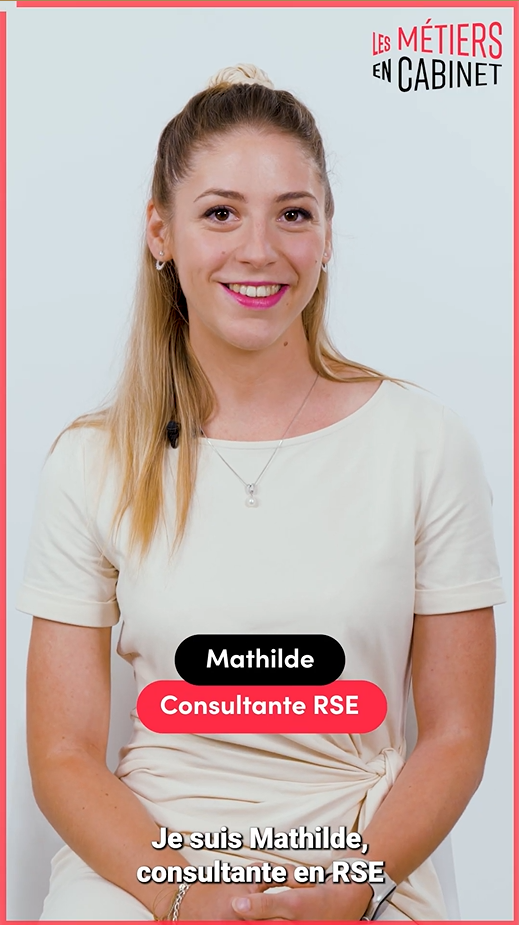 LES MÉTIERS
EN CABINET
Mathilde
Consultante RSE
Je suis Mathilde,
consultante en RSE